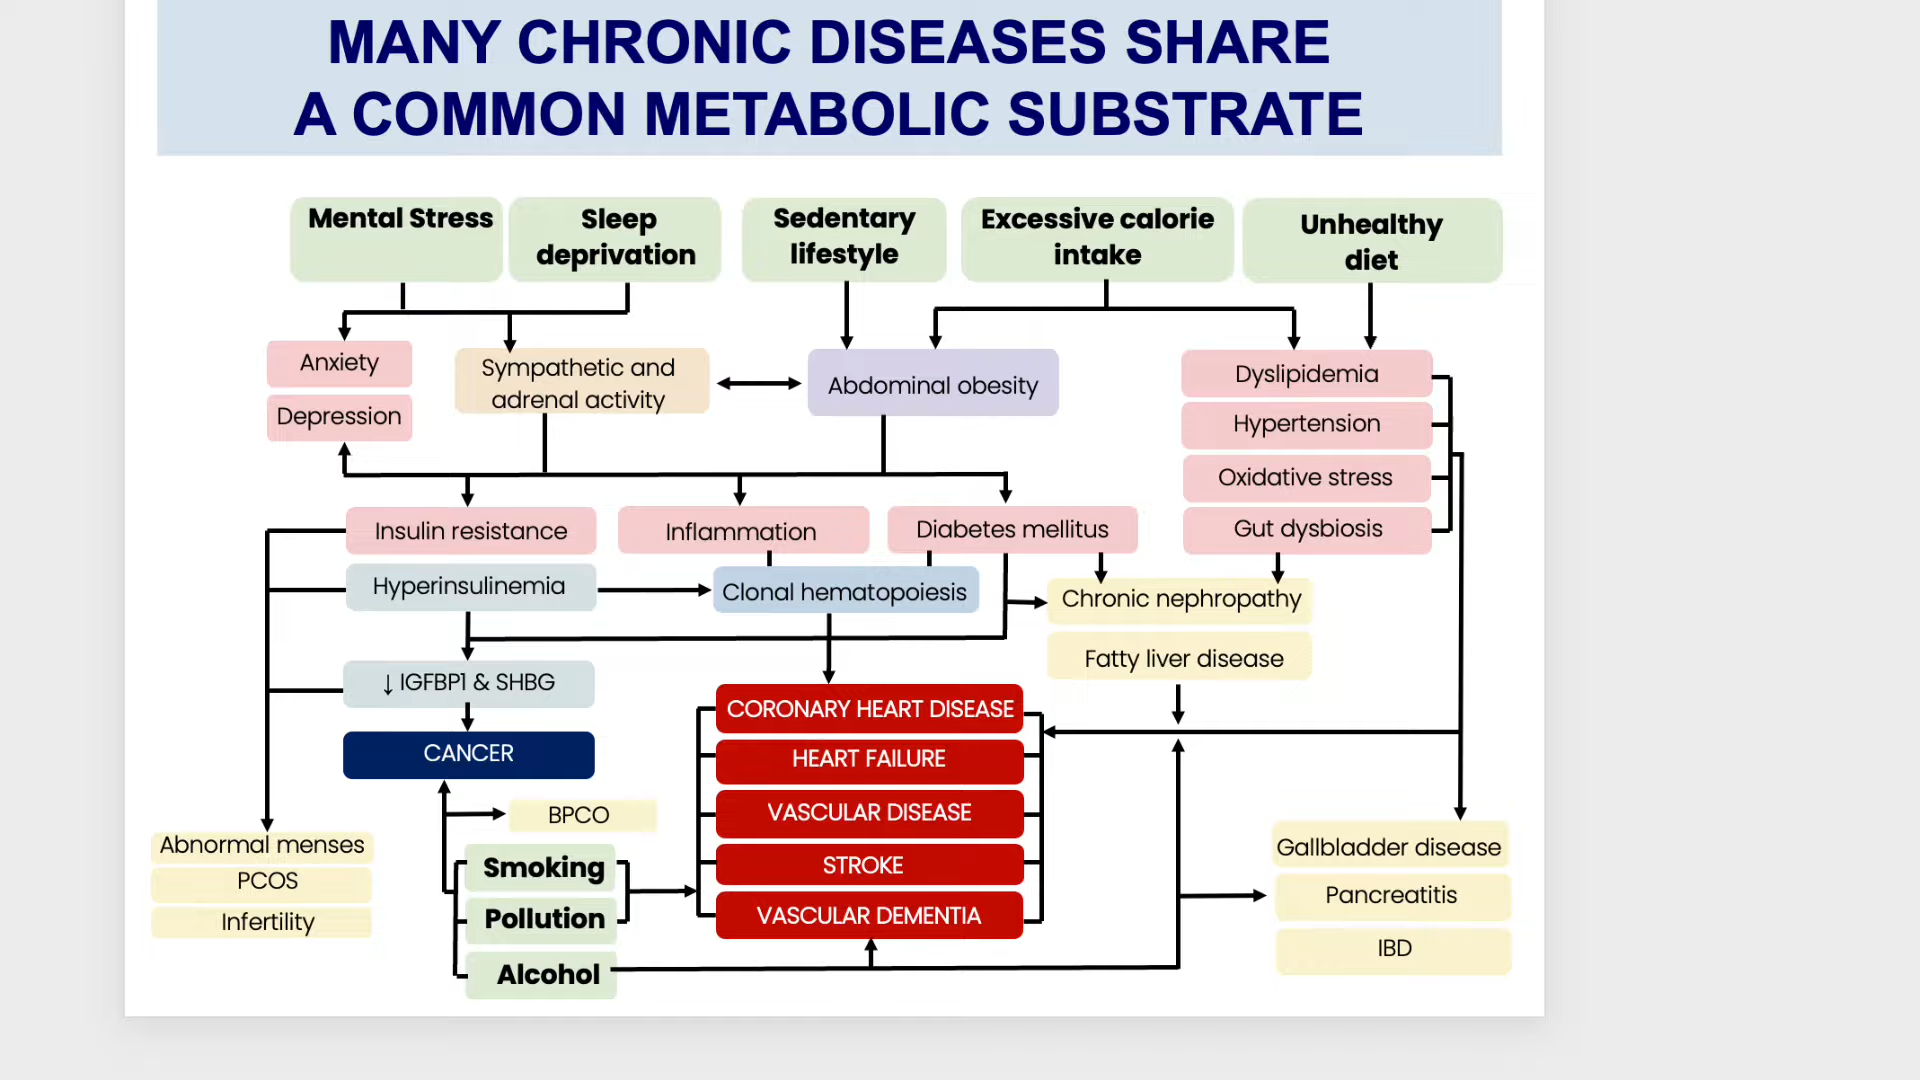 MANY CHRONIC DISEASES SHARE
A COMMON METABOLIC SUBSTRATE
Mental Stress
Sleep
deprivation
Sedentary
lifestyle
Excessive calorie
intake
Unhealthy
diet
Anxiety
Depression
Sympathetic and
adrenal activity
Abdominal obesity
Dyslipidemia
Hypertension
Oxidative stress
Gut dysbiosis
Insulin resistance
Inflammation
Diabetes mellitus
Hyperinsulinemia
Clonal hematopoiesis
Chronic nephropathy
Fatty liver disease
↓ IGFBP1 & SHBG
CANCER
CORONARY HEART DISEASE
HEART FAILURE
VASCULAR DISEASE
STROKE
VASCULAR DEMENTIA
BPCO
Smoking
Pollution
Alcohol
Abnormal menses
PCOS
Infertility
Gallbladder disease
Pancreatitis
IBD